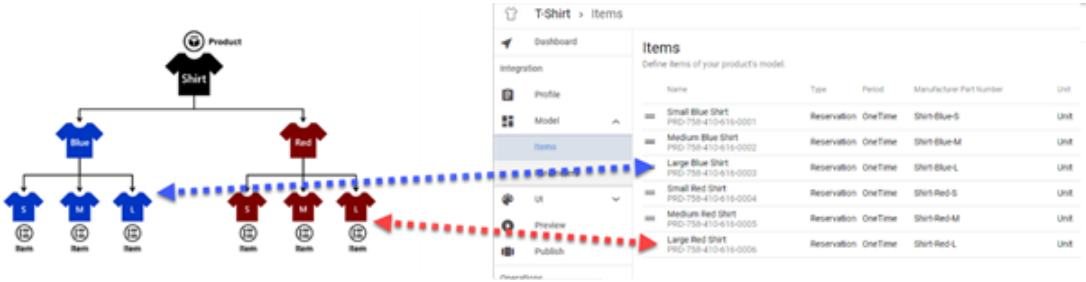 Product
Shirt
Blue
Red
S
M
L
S
M
L
Item
Item
Item
Item
Item
Item
T-Shirt > Items
Dashboard
Integration
Profile
Model
Items
UI
Preview
Publish
Operations
Items
Define items of your product's model.
Name Type Period Manufacturer Part Number Unit
Small Blue Shirt Reservation OneTime Shirt-Blue-S Unit
PRD-758-410-616-0001
Medium Blue Shirt Reservation OneTime Shirt-Blue-M Unit
PRD-758-410-616-0002
Large Blue Shirt Reservation OneTime Shirt-Blue-L Unit
PRD-758-410-616-0003
Small Red Shirt Reservation OneTime Shirt-Red-S Unit
PRD-758-410-616-0004
Medium Red Shirt Reservation OneTime Shirt-Red-M Unit
PRD-758-410-616-0005
Large Red Shirt Reservation OneTime Shirt-Red-L Unit
PRD-758-410-616-0006